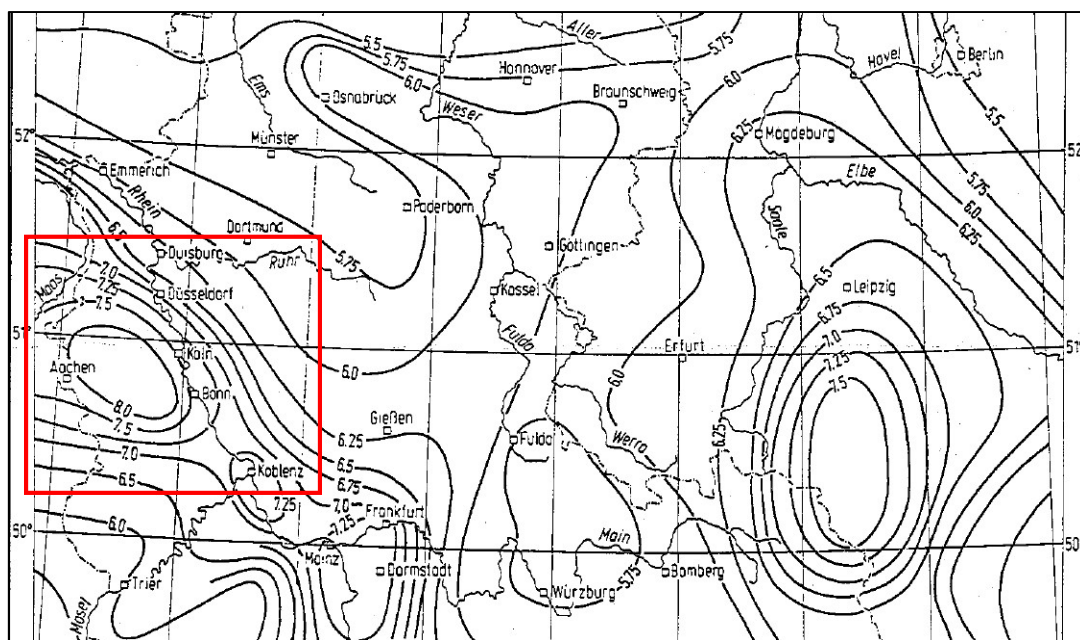 5.5
5.75
6.0
Aller
5.75
Havel
Berlin
Hannover
Ems
Osnabrück
Braunschweig
Weser
6.0
5.5
6.25
Magdeburg
52°
Münster
52
Emmerich
Elbe
5.75
Rhein
Paderborn
Saale
6.0
6.5
Dortmund
6.25
Göttingen
Duisburg
Ruhr
5.75
6.5
7.0
7.25
Maas
7.5
Düsseldorf
Kassel
Leipzig
6.75
51°
Fulda
7.0
51°
Köln
Erfurt
7.25
Aachen
6.0
6.0
7.5
Bonn
8.0
7.5
Gießen
6.25
Fulda
Werra
6.25
7.0
Koblenz
6.5
6.5
6.75
7.0
7.25
6.0
7.25
Frankfurt
50°
Main
50
Mainz
Trier
Darmstadt
5.75
Bamberg
Würzburg
Mosel